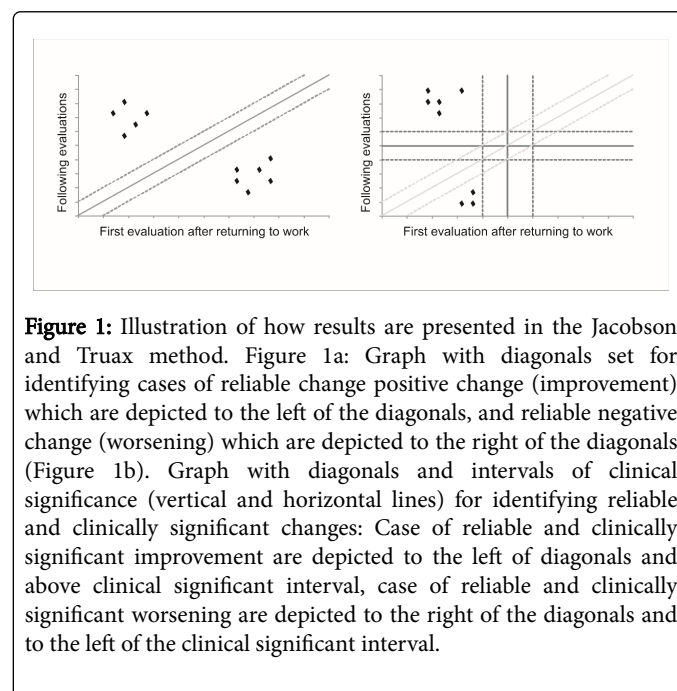 Following evaluations
First evaluation after returning to work
Following evaluations
First evaluation after returning to work
Figure 1: Illustration of how results are presented in the Jacobson
and Truax method. Figure 1a: Graph with diagonals set for
identifying cases of reliable change positive change (improvement)
which are depicted to the left of the diagonals, and reliable negative
change (worsening) which are depicted to the right of the diagonals
(Figure 1b). Graph with diagonals and intervals of clinical
significance (vertical and horizontal lines) for identifying reliable
and clinically significant changes: Case of reliable and clinically
significant improvement are depicted to the left of diagonals and
above clinical significant interval, case of reliable and clinically
significant worsening are depicted to the right of the diagonals and
to the left of the clinical significant interval.